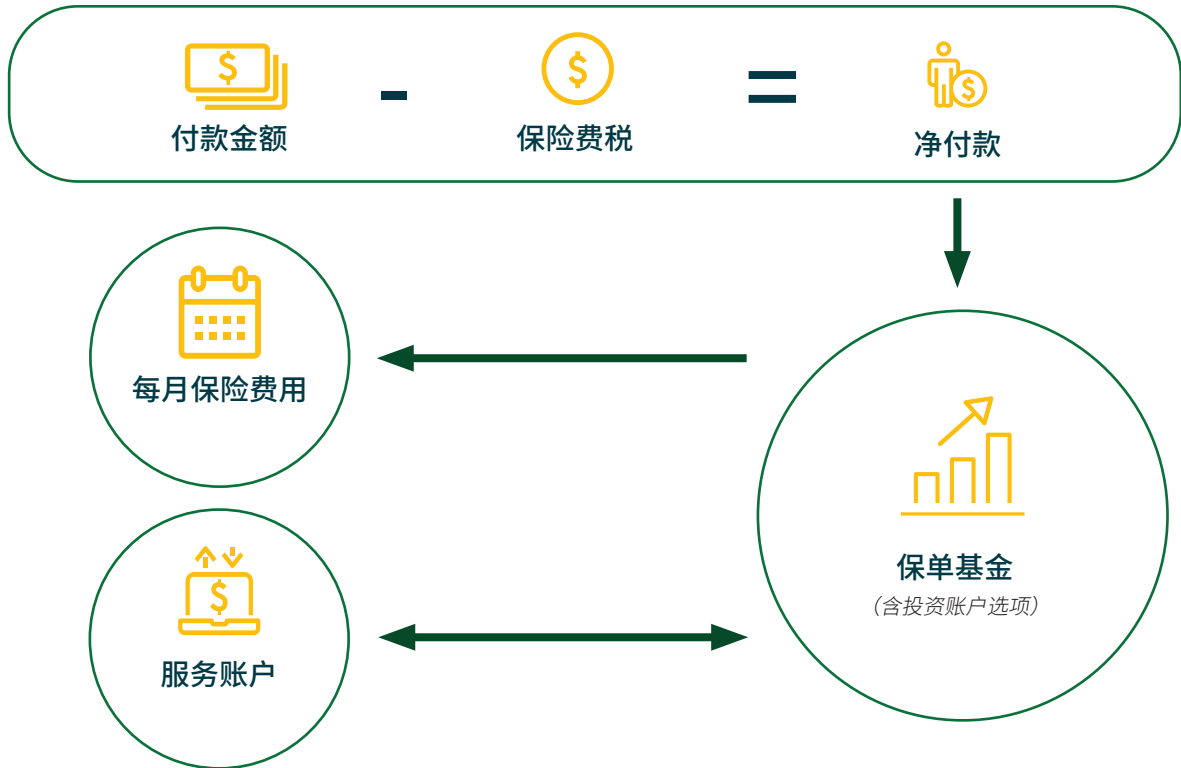 付款金额 - 保险费税 = 净付款
每月保险费用
保单基金
（含投资账户选项）
服务账户